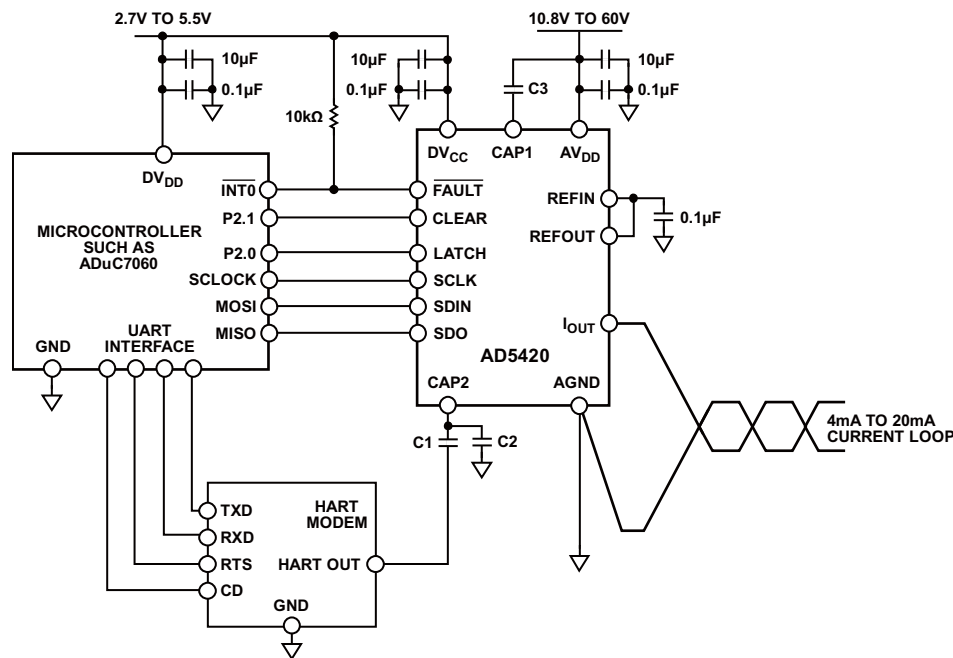 2.7V TO 5.5V
10.8V TO 60V
10µF
0.1µF
10µF
0.1µF
10µF
0.1µF
10kΩ
C3
DVDD
DVCC
CAP1
AVDD
MICROCONTROLLER
SUCH AS
ADuC7060
INT0
P2.1
P2.0
SCLOCK
MOSI
MISO
GND
UART
INTERFACE
FAULT
CLEAR
LATCH
SCLK
SDIN
SDO
REFIN
REFOUT
0.1µF
IOUT
AD5420
CAP2
AGND
C1
C2
4mA TO 20mA
CURRENT LOOP
TXD
RXD
RTS
CD
HART
MODEM
HART OUT
GND